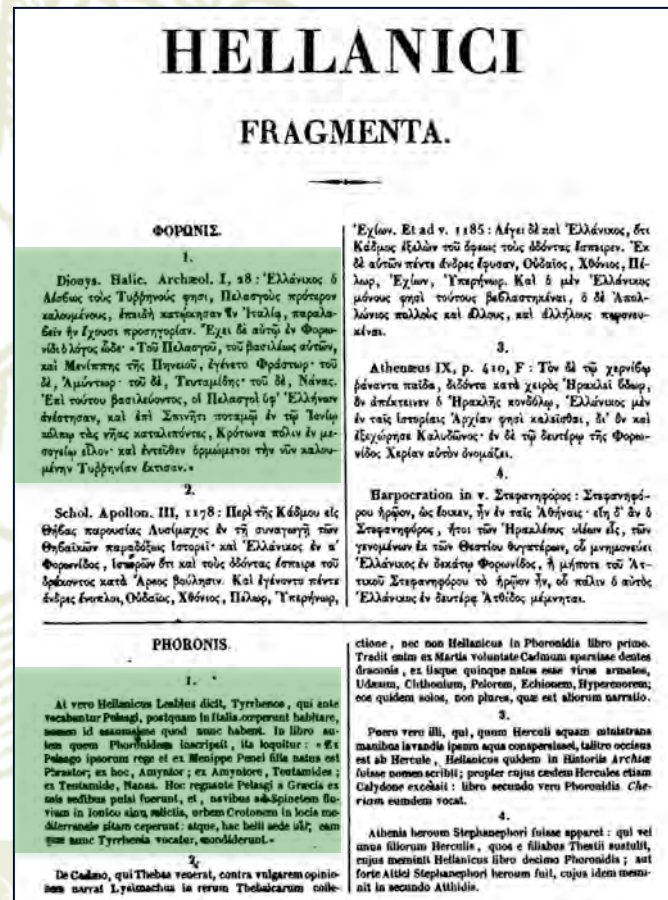 HELLANICI
FRAGMENTA.
ΦΟΡΩΝΙΣ.
1.
Dionys. Halic. Archæol. I, 28 : Ἑλλάνικος ὁ
Λέσβιος τοὺς Τυῤῥηνούς φησι, Πελασγοὺς πρότερον
καλουμένους, ἐπειδὴ κατῴκησαν ἐν Ἰταλίᾳ, παραλα-
βεῖν ἣν ἔχουσι προσηγορίαν. Ἔχει δὲ αὐτῷ ἐν Φορω-
νίδι ὁ λόγος ὧδε· « Τοῦ Πελασγοῦ, τοῦ βασιλέως αὐτῶν,
καὶ Μενίππης τῆς Πηνειοῦ, ἐγένετο Φράστωρ· τοῦ
δὲ, Ἀμύντωρ· τοῦ δὲ, Τευταμίδης· τοῦ δὲ, Νάνας.
Ἐπὶ τούτου βασιλεύοντος, οἱ Πελασγοὶ ὑφ' Ἑλλήνων
ἀνέστησαν, καὶ ἐπὶ Σπινῆτι ποταμῷ ἐν τῷ Ἰονίῳ
κόλπῳ τὰς νῆας καταλιπόντες, Κρότωνα πόλιν ἐν με-
σογείῳ εἷλον· καὶ ἐντεῦθεν ὁρμώμενοι τὴν νῦν καλου-
μένην Τυῤῥηνίαν ἔκτισαν. »
2.
Schol. Apollon. III, 1178 : Περὶ τῆς Κάδμου εἰς
Θήβας παρουσίας Λυσίμαχος ἐν τῇ συναγωγῇ τῶν
Θηβαϊκῶν παραδόξως ἱστορεῖ· καὶ Ἑλλάνικος ἐν α'
Φορωνίδος, ἱστορῶν ὅτι καὶ τοὺς ὀδόντας ἔσπειρε τοῦ
δράκοντος κατὰ Ἄρεος βούλησιν. Καὶ ἐγένοντο πέντε
ἄνδρες ἔνοπλοι, Οὐδαῖος, Χθόνιος, Πέλωρ, Ὑπερήνωρ,
Ἐχίων. Et ad v. 1185 : Λέγει δὲ καὶ Ἑλλάνικος, ὅτι
Κάδμος ἐξελὼν τοῦ ὄφεως τοὺς ὀδόντας ἔσπειρεν. Ἐκ
δὲ αὐτῶν πέντε ἄνδρες ἔφυσαν, Οὐδαῖος, Χθόνιος, Πέ-
λωρ, Ἐχίων, Ὑπερήνωρ. Καὶ ὁ μὲν Ἑλλάνικος
μόνους φησὶ τούτους βεβλαστηκέναι, ὁ δὲ Ἀπολ-
λώνιος πολλοὺς καὶ ἄλλους, καὶ ἀλλήλους
κέναι.
3.
Athenæus IX, p. 410, F : Τὸν δὲ τῷ χερνίβῳ
ῥάναντα παῖδα, διδόντα κατὰ χειρὸς Ἡρακλεῖ ὕδωρ,
ὃν ἀπέκτεινεν ὁ Ἡρακλῆς κονδύλῳ, Ἑλλάνικος μὲν
ἐν ταῖς ἱστορίαις Ἀρχίαν φησὶ καλεῖσθαι, δι' ὃν καὶ
ἐξεχώρησε Καλυδῶνος· ἐν δὲ τῷ δευτέρῳ τῆς Φορω-
νίδος Χερίαν αὐτὸν ὀνομάζει.
4.
Harpocration in v. Στεφανηφόρος : Στεφανηφό-
ρου ἡρῷον, ὡς ἔοικεν, ἦν ἐν ταῖς Ἀθήναις· εἴη δ' ἂν ὁ
Στεφανηφόρος, ἤτοι τῶν Ἡρακλέους υἱέων εἷς, τῶν
γενομένων ἐκ τῶν Θεστίου θυγατέρων, οὗ μνημονεύει
Ἑλλάνικος ἐν δεκάτῳ Φορωνίδος, ἢ μήποτε τοῦ Ἀτ-
τικοῦ Στεφανηφόρου τὸ ἡρῷον ἦν, οὗ πάλιν ὁ αὐτὸς
Ἑλλάνικος ἐν δευτέρῳ Ἀτθίδος μέμνηται.
PHORONIS.
1.
At vero Hellanicus Lesbius dicit, Tyrrhenos, qui ante
vocabantur Pelasgi, postquam in Italia cœperunt habitare,
nomen id assumsisse quod nunc habent. In libro au-
tem quem Phoronidem inscripsit, ita loquitur : « Ex
Pelasgo ipsorum rege et ex Menippe Penei filia natus est
Phrastor; ex hoc, Amyntor ; ex Amyntore, Teutamides ;
ex Teutamide, Nanas. Hoc regnante Pelasgi a Græcis ex
suis sedibus pulsi fuerunt, et, navibus ad Spinetem flu-
vium in Ionico sinu relictis, urbem Crotonem in locis me-
diterraneis sitam ceperunt : atque, hac belli sede usi, eam
quæ nunc Tyrrhenia vocatur, condiderunt. »
2.
De Cadmo, qui Thebas venerat, contra vulgarem opinio-
nem narrat Lysimachus in rerum Thebaicarum colle-
ctione , nec non Hellanicus in Phoronidis libro primo.
Tradit enim ex Martis voluntate Cadmum sparsisse dentes
draconis , ex iisque quinque natos esse viros armatos,
Udæum, Chthonium, Pelorem, Echionem, Hyperenorem;
eos quidem solos, non plures, quæ est aliorum narratio.
3.
Puero vero illi, qui, quum Herculi aquam ministrans
manibus lavandis ipsum aqua conspersisset, talitro occisus
est ab Hercule , Hellanicus quidem in Historiis Archiæ
fuisse nomen scribit ; propter cujus cædem Hercules etiam
Calydone excessit : libro secundo vero Phoronidis Che-
riam eumdem vocat.
4.
Athenis heroum Stephanephori fuisse apparet : qui vel
unus filiorum Herculis , quos e filiabus Thestii sustulit,
cujus meminit Hellanicus libro decimo Phoronidis ; aut
forte Attici Stephanephori heroum fuit, cujus idem memi-
nit in secundo Atthidis.